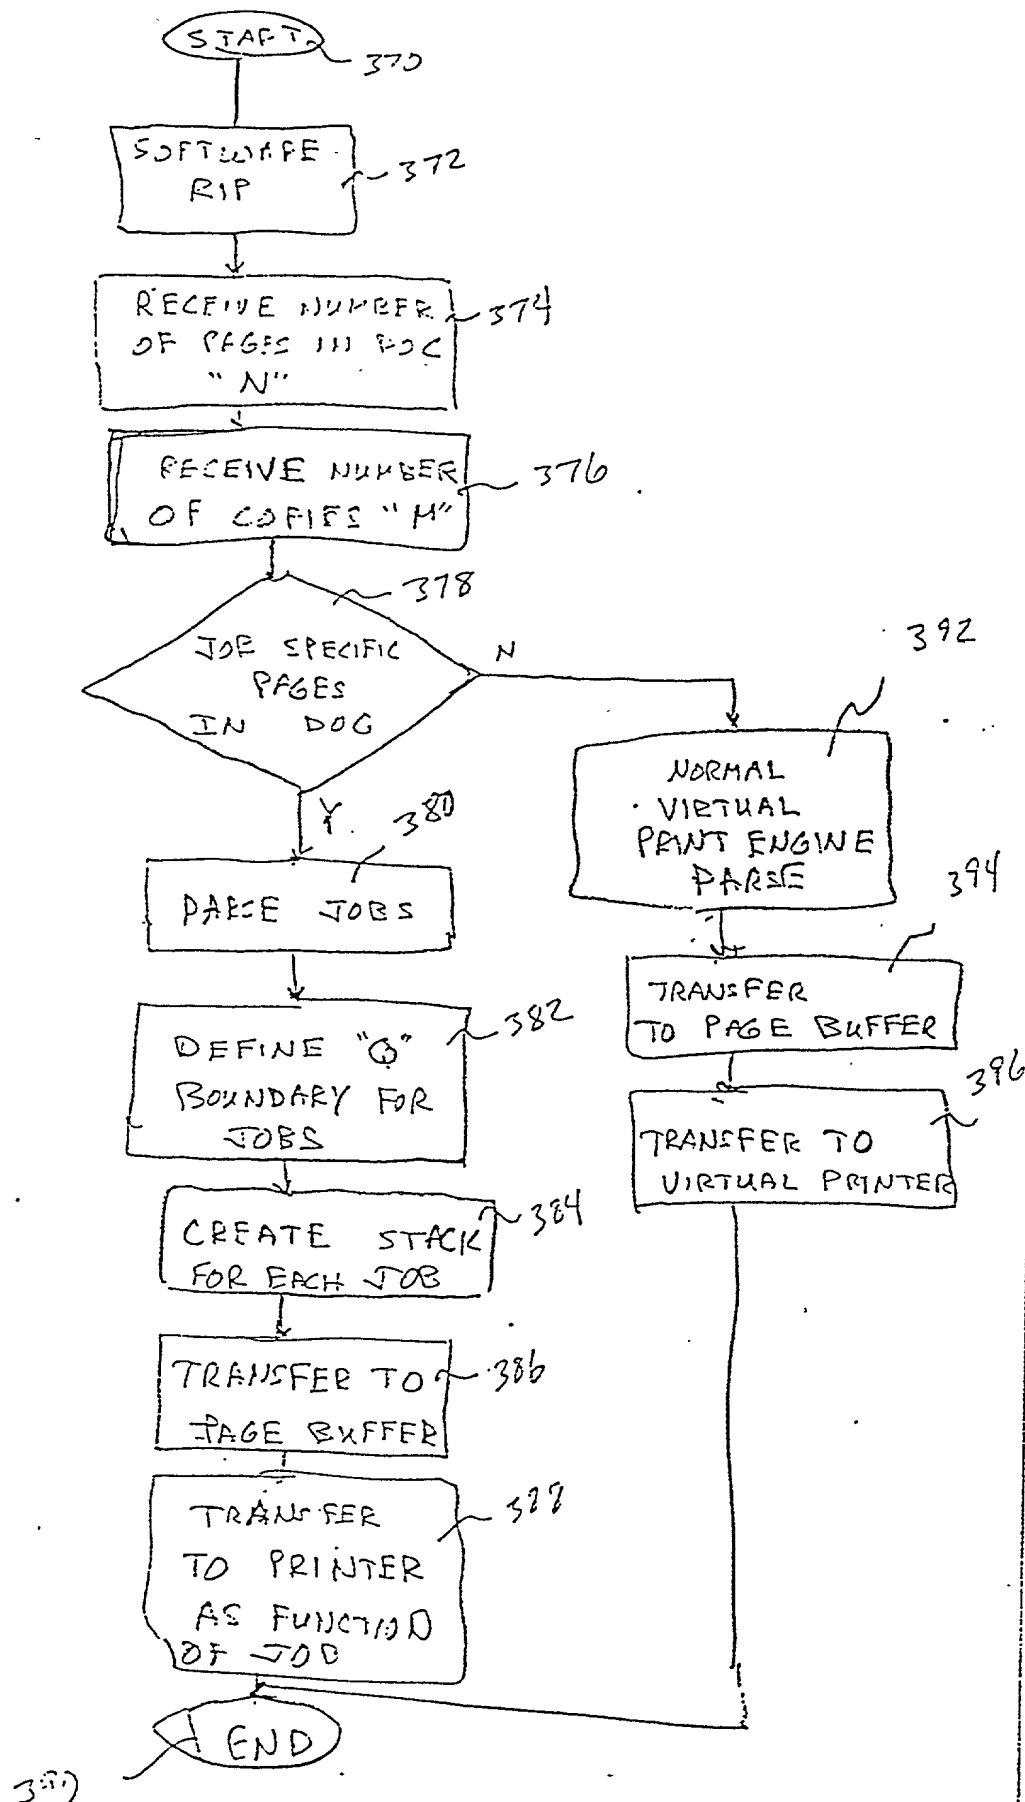 START
370
SOFTWARE
RIP
372
RECEIVE NUMBER
OF PAGES IN DOC
"N"
374
RECEIVE NUMBER
OF COPIES "M"
376
378
JOB SPECIFIC
PAGES
IN DOC
N
Y
380
PARSE JOBS
382
DEFINE "Q"
BOUNDARY FOR
JOBS
384
CREATE STACK
FOR EACH JOB
TRANSFER TO
PAGE BUFFER
386
TRANSFER
TO PRINTER
AS FUNCTION
OF JOB
388
END
392
NORMAL
VIRTUAL
PRINT ENGINE
PARSE
394
TRANSFER
TO PAGE BUFFER
396
TRANSFER TO
VIRTUAL PRINTER